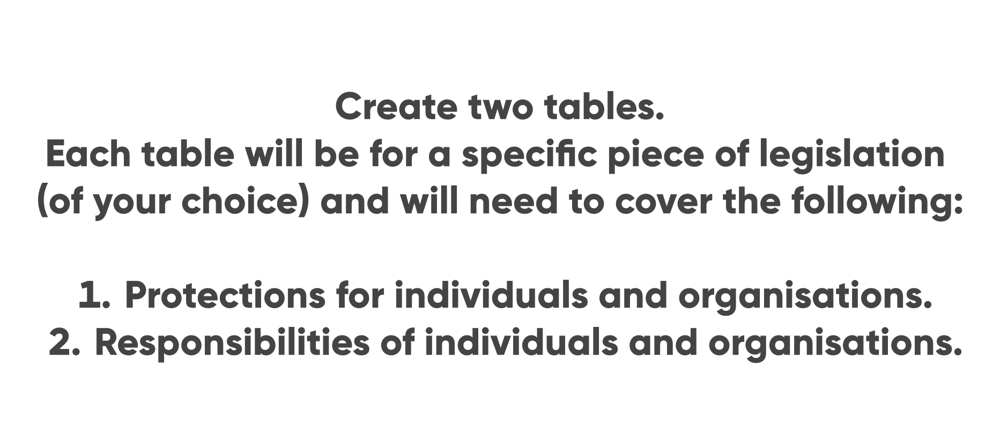 Create two tables.
Each table will be for a specific piece of legislation
(of your choice) and will need to cover the following:
1. Protections for individuals and organisations.
2. Responsibilities of individuals and organisations.